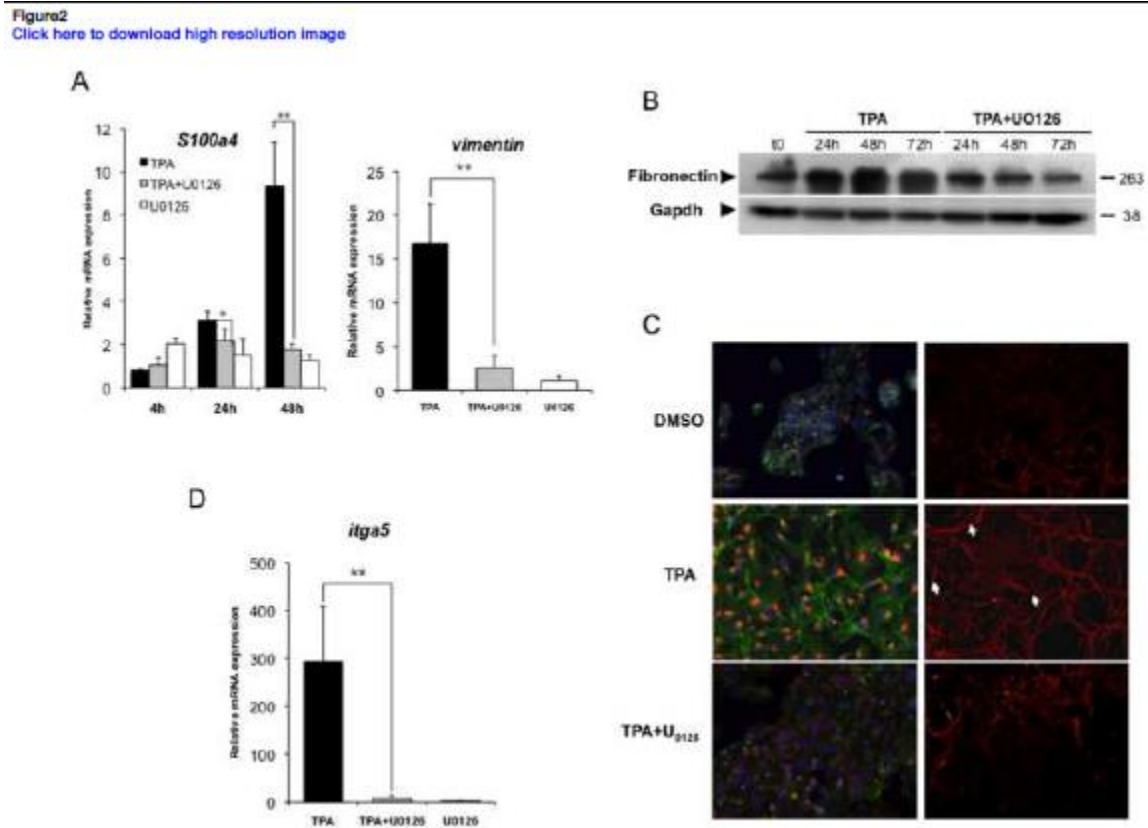 Figure2
Click here to download high resolution image
A
S100a4
**
TPA
TPA+U0126
U0126
Relative mRNA expression
12
10
8
6
4
2
0
*
4h
24h
48h
vimentin
**
Relative mRNA expression
25
20
15
10
5
0
TPA
TPA+U0126
U0126
B
TPA
TPA+UO126
t0
24h
48h
72h
24h
48h
72h
Fibronectin
263
Gapdh
38
C
DMSO
TPA
TPA+U0126
D
itga5
**
Relative mRNA expression
500
400
300
200
100
0
TPA
TPA+U0126
U0126